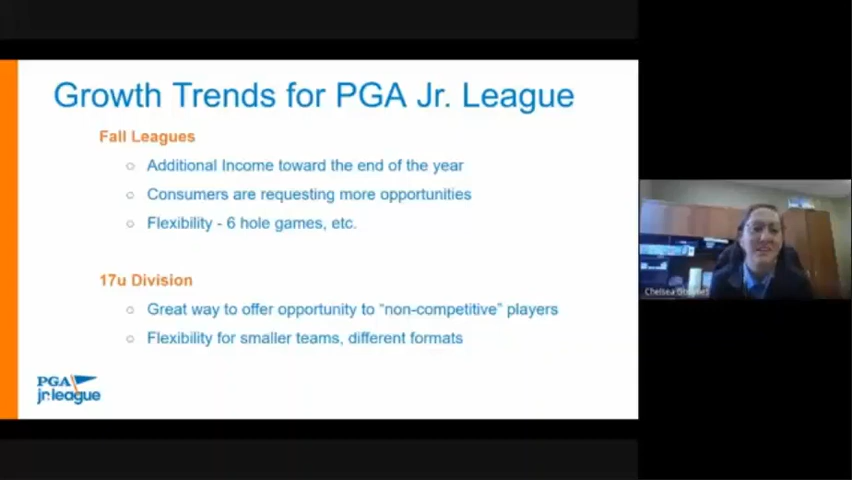 Growth Trends for PGA Jr. League
Fall Leagues
Additional Income toward the end of the year
Consumers are requesting more opportunities
Flexibility - 6 hole games, etc.
17u Division
Great way to offer opportunity to “non-competitive” players
Flexibility for smaller teams, different formats
PGA
jr.league
Chelsea